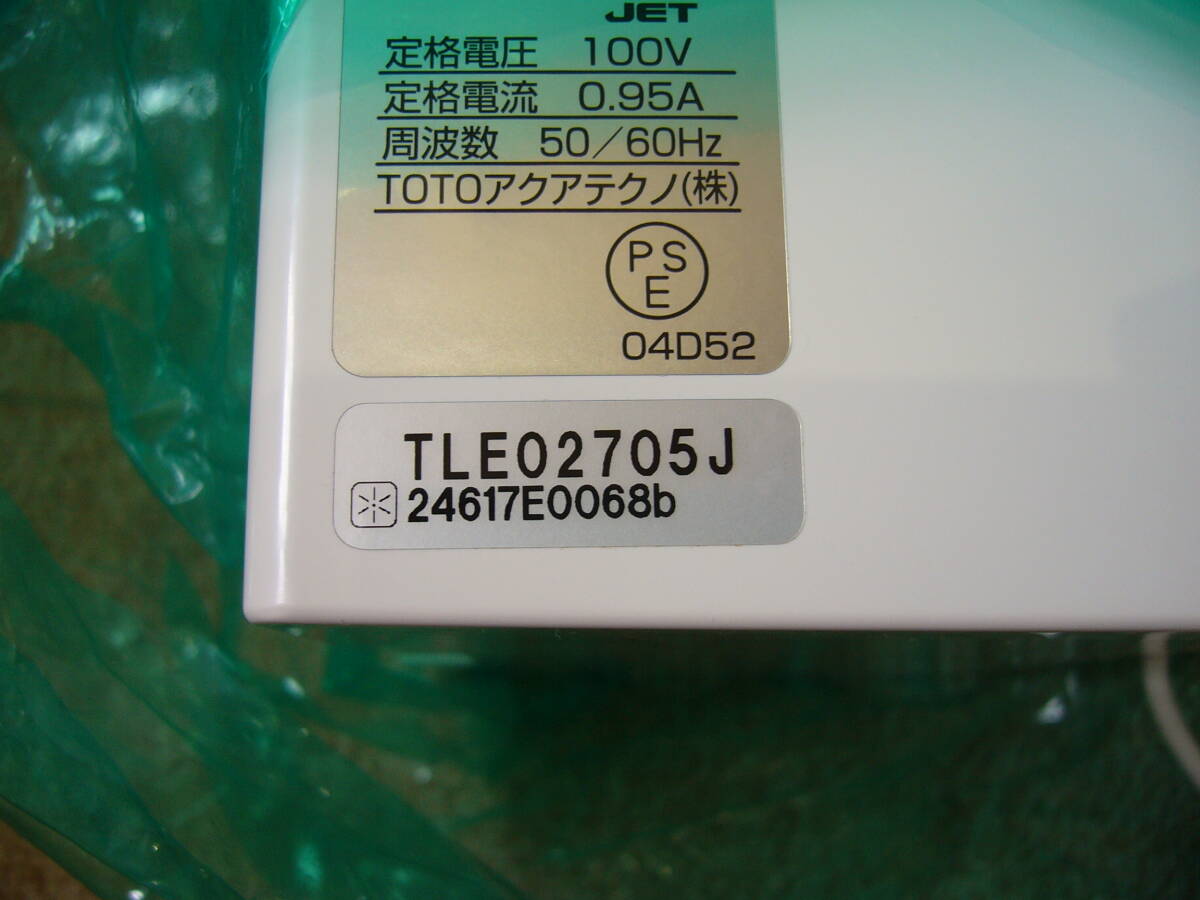 JET
定格電圧 100V
定格電流 0.95A
周波数 50／60Hz
TOTOアクアテクノ(株)
PS
E
04D52
TLE02705J
24617E0068b